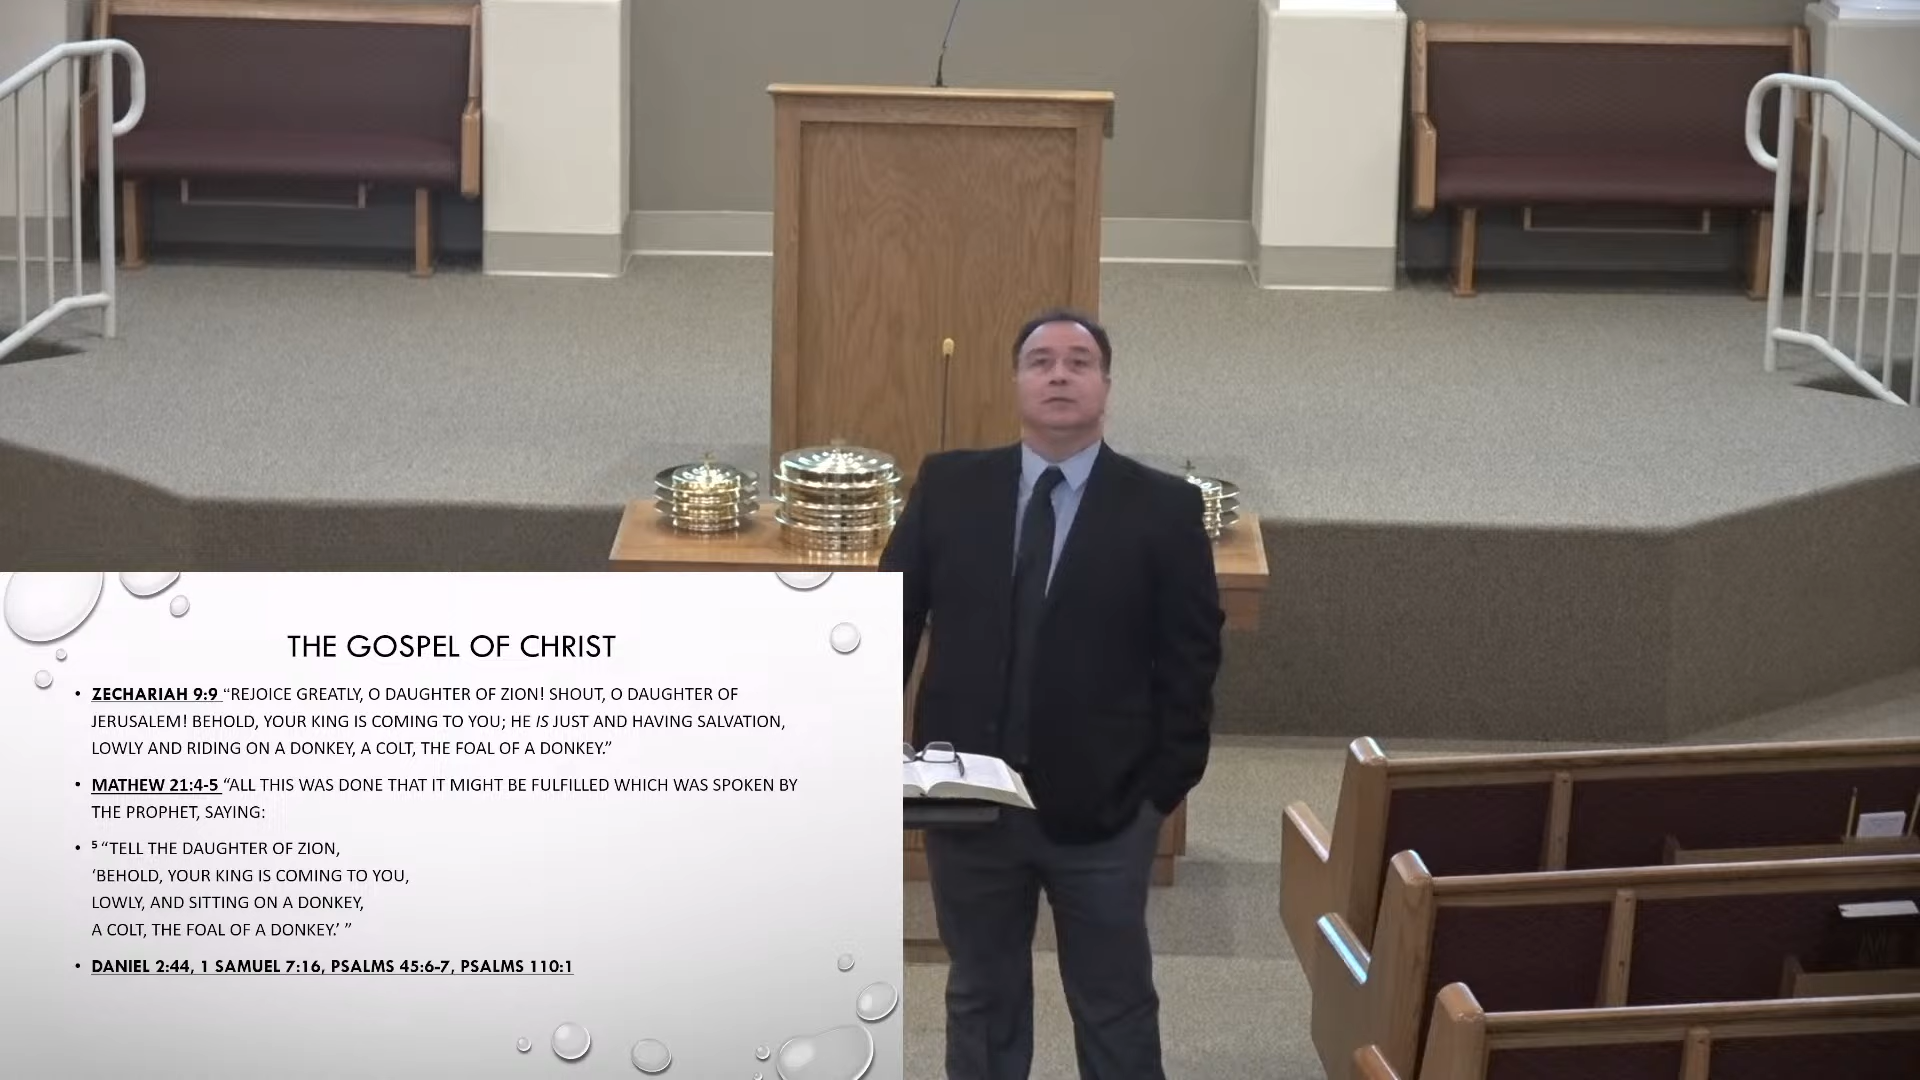 THE GOSPEL OF CHRIST
• ZECHARIAH 9:9 “REJOICE GREATLY, O DAUGHTER OF ZION! SHOUT, O DAUGHTER OF
JERUSALEM! BEHOLD, YOUR KING IS COMING TO YOU; HE IS JUST AND HAVING SALVATION,
LOWLY AND RIDING ON A DONKEY, A COLT, THE FOAL OF A DONKEY.”
• MATHEW 21:4-5 “ALL THIS WAS DONE THAT IT MIGHT BE FULFILLED WHICH WAS SPOKEN BY
THE PROPHET, SAYING:
• 5 “TELL THE DAUGHTER OF ZION,
‘BEHOLD, YOUR KING IS COMING TO YOU,
LOWLY, AND SITTING ON A DONKEY,
A COLT, THE FOAL OF A DONKEY.’ ”
• DANIEL 2:44, 1 SAMUEL 7:16, PSALMS 45:6-7, PSALMS 110:1